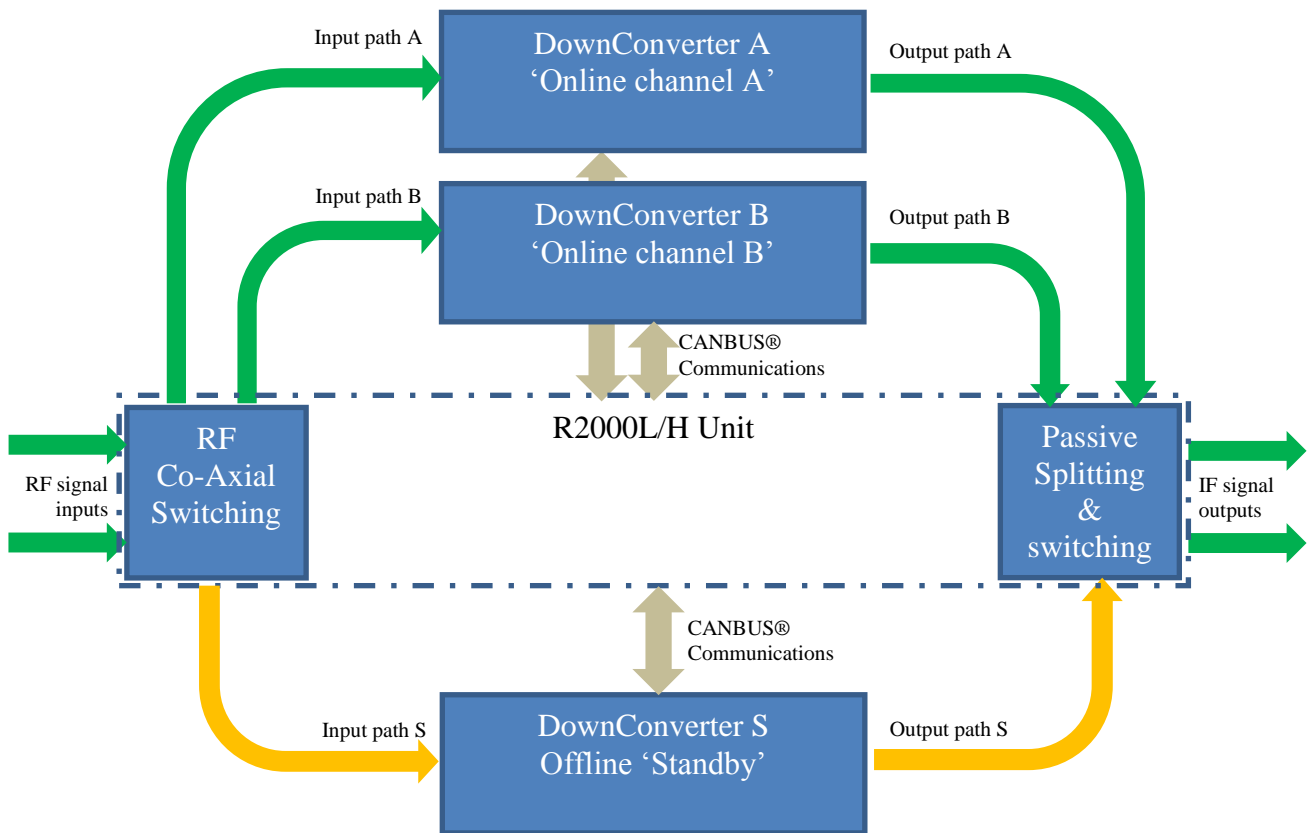 Input path A
DownConverter A
‘Online channel A’
Output path A
Input path B
DownConverter B
‘Online channel B’
Output path B
CANBUS®
Communications
R2000L/H Unit
RF signal
inputs
RF
Co-Axial
Switching
Passive
Splitting
&
switching
IF signal
outputs
CANBUS®
Communications
Input path S
DownConverter S
Offline ‘Standby’
Output path S